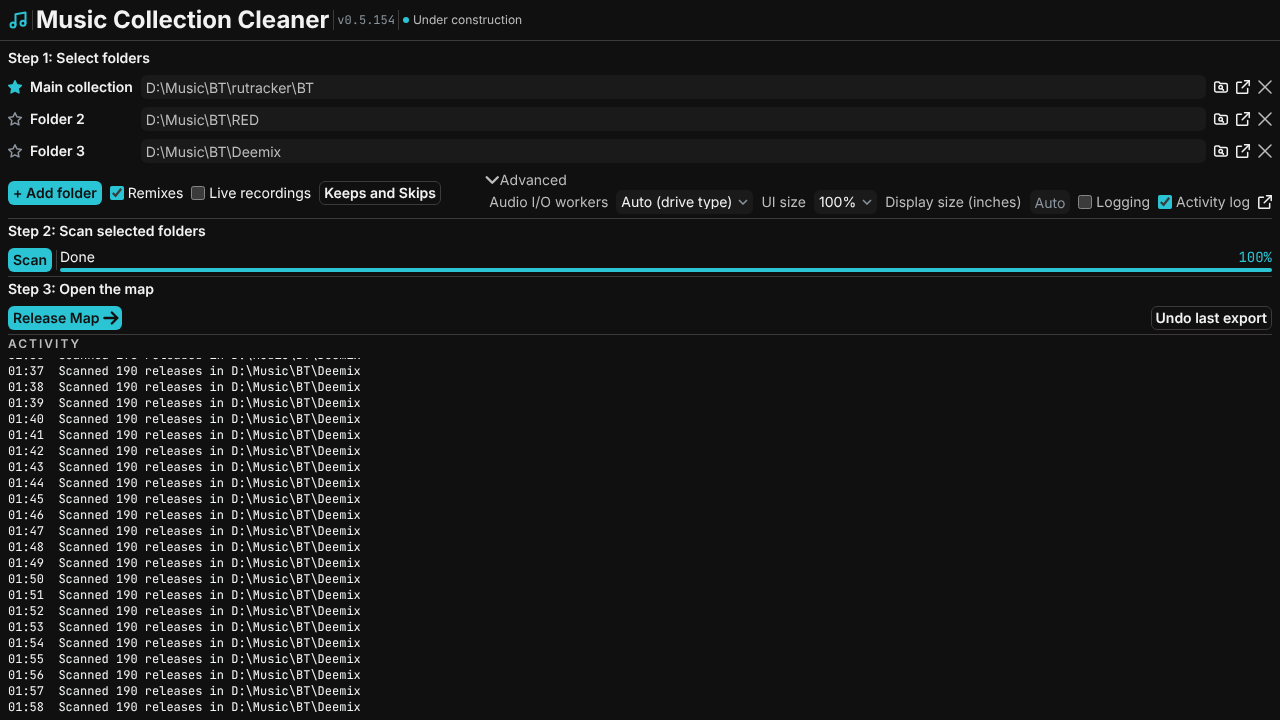 Music Collection Cleaner v0.5.154 Under construction
Step 1: Select folders
Main collection D:\Music\BT\rutracker\BT
Folder 2 D:\Music\BT\RED
Folder 3 D:\Music\BT\Deemix
+ Add folder Remixes Live recordings Keeps and Skips
Advanced
Audio I/O workers Auto (drive type) UI size 100% Display size (inches) Auto Logging Activity log
Step 2: Scan selected folders
Scan Done 100%
Step 3: Open the map
Release Map Undo last export
ACTIVITY
01:37 Scanned 190 releases in D:\Music\BT\Deemix
01:38 Scanned 190 releases in D:\Music\BT\Deemix
01:39 Scanned 190 releases in D:\Music\BT\Deemix
01:40 Scanned 190 releases in D:\Music\BT\Deemix
01:41 Scanned 190 releases in D:\Music\BT\Deemix
01:42 Scanned 190 releases in D:\Music\BT\Deemix
01:43 Scanned 190 releases in D:\Music\BT\Deemix
01:44 Scanned 190 releases in D:\Music\BT\Deemix
01:45 Scanned 190 releases in D:\Music\BT\Deemix
01:46 Scanned 190 releases in D:\Music\BT\Deemix
01:47 Scanned 190 releases in D:\Music\BT\Deemix
01:48 Scanned 190 releases in D:\Music\BT\Deemix
01:49 Scanned 190 releases in D:\Music\BT\Deemix
01:50 Scanned 190 releases in D:\Music\BT\Deemix
01:51 Scanned 190 releases in D:\Music\BT\Deemix
01:52 Scanned 190 releases in D:\Music\BT\Deemix
01:53 Scanned 190 releases in D:\Music\BT\Deemix
01:54 Scanned 190 releases in D:\Music\BT\Deemix
01:55 Scanned 190 releases in D:\Music\BT\Deemix
01:56 Scanned 190 releases in D:\Music\BT\Deemix
01:57 Scanned 190 releases in D:\Music\BT\Deemix
01:58 Scanned 190 releases in D:\Music\BT\Deemix